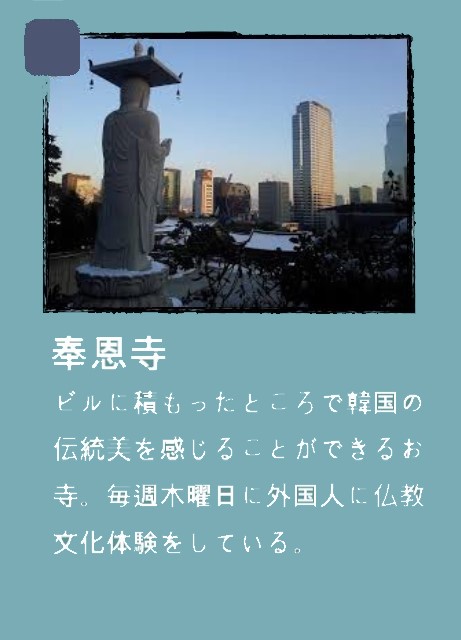 奉恩寺
ビルに積もったところで韓国の
伝統美を感じることができるお
寺。毎週木曜日に外国人に仏教
文化体験をしている。